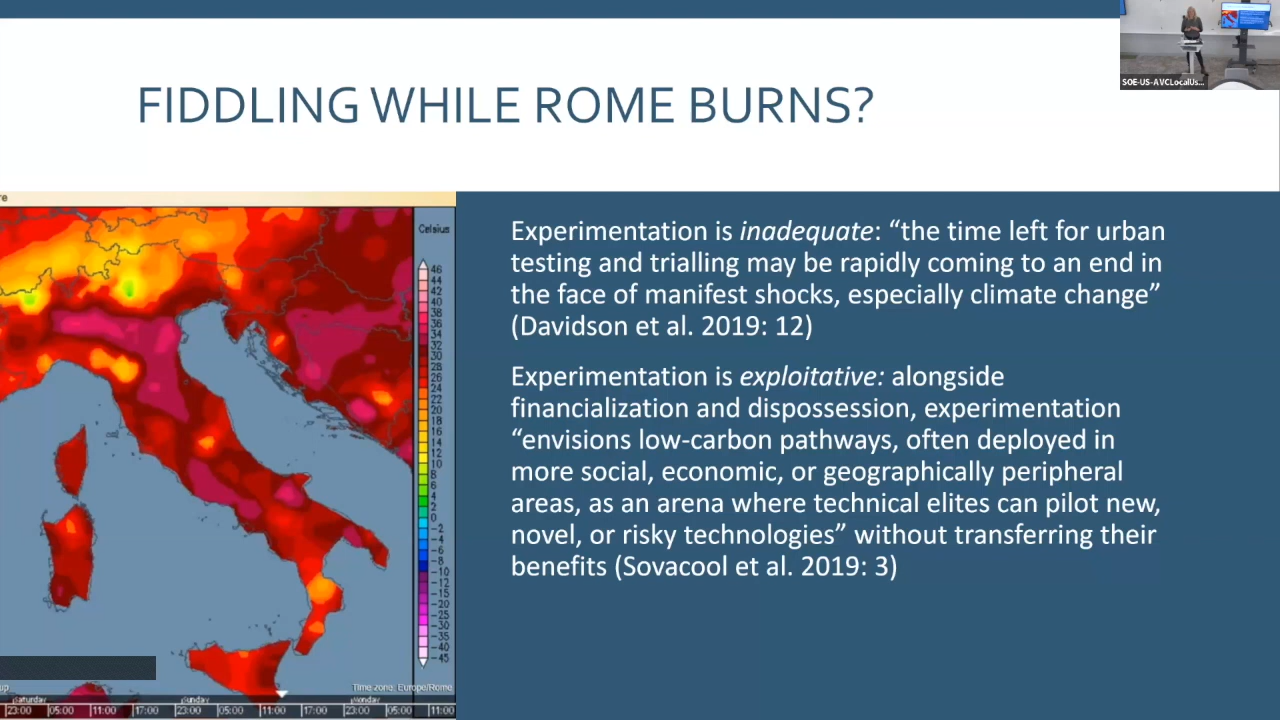 SOE-US-AVCLocalUs...
FIDDLING WHILE ROME BURNS?
Experimentation is inadequate: “the time left for urban
testing and trialling may be rapidly coming to an end in
the face of manifest shocks, especially climate change”
(Davidson et al. 2019: 12)
Experimentation is exploitative: alongside
financialization and dispossession, experimentation
“envisions low-carbon pathways, often deployed in
more social, economic, or geographically peripheral
areas, as an arena where technical elites can pilot new,
novel, or risky technologies” without transferring their
benefits (Sovacool et al. 2019: 3)
re
Celsius
46
44
42
40
38
36
34
32
30
28
26
24
22
20
18
16
14
12
10
8
6
4
2
0
-2
-4
-6
-8
-10
-12
-15
-20
-25
-30
-35
-40
-45
up
Time zone: Europe/Rome
Saturday Sunday Monday
23:00 05:00 11:00 17:00 23:00 05:00 11:00 17:00 23:00 05:00 11:00